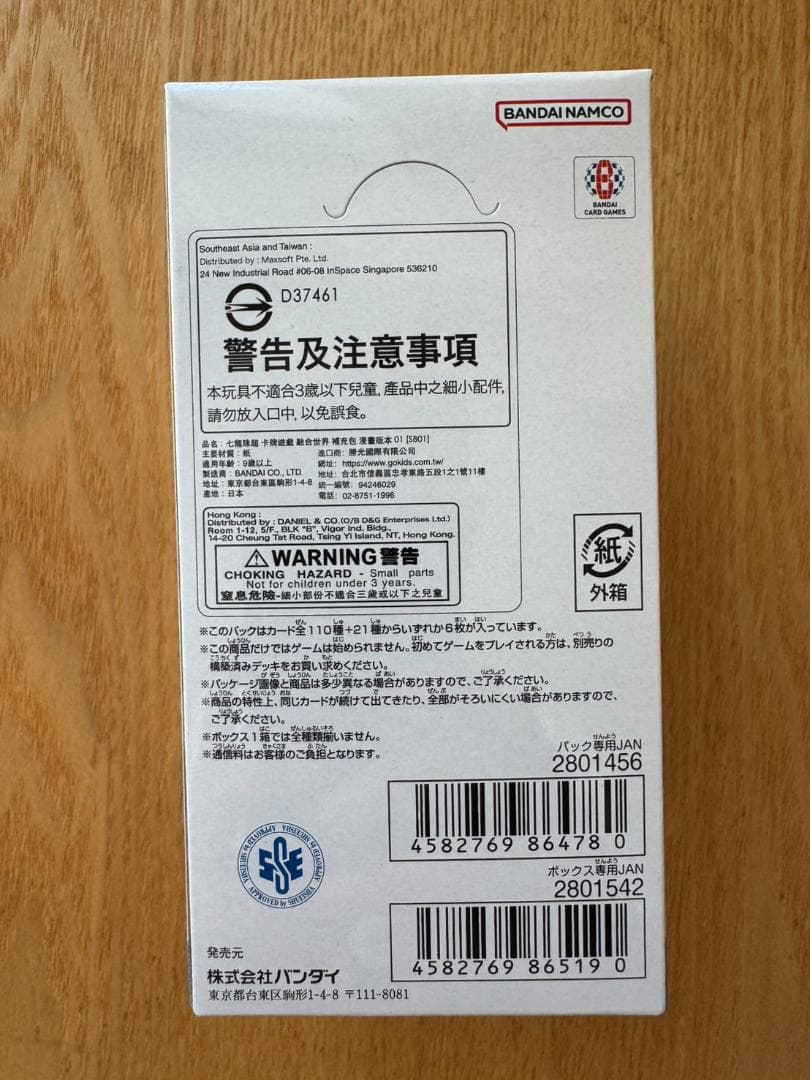 BANDAI NAMCO
BANDAI
CARD GAMES
Southeast Asia and Taiwan :
Distributed by : Maxsoft Pte. Ltd.
24 New Industrial Road #06-08 InSpace Singapore 536210
D37461
警告及注意事項
本玩具不適合3歲以下兒童, 產品中之細小配件,
請勿放入口中, 以免誤食。
品名：七龍珠超 卡牌遊戲 融合世界 補充包 漫畫版本 01 [SB01]
主要材質：紙
適用年齡：9歲以上
製造商：BANDAI CO., LTD.
地址：東京都台東區駒形1-4-8
產地：日本
進口商：勝光國際有限公司
網址：https://www.gokids.com.tw/
地址：台北市信義區忠孝東路五段1之1號11樓
統一編號：94246029
電話：02-8751-1996
Hong Kong :
Distributed by : DANIEL & CO.(O/B D&G Enterprises Ltd.)
Room 1-12, 5/F., BLK "B", Vigor Ind. Bldg.,
14-20 Cheung Tat Road, Tsing Yi Island, NT, Hong Kong.
WARNING 警告
CHOKING HAZARD - Small parts
Not for children under 3 years.
窒息危險-細小部份不適合三歲或以下之兒童
紙
外箱
※このパックはカード全110種+21種からいずれか6枚が入っています。
※この商品だけではゲームは始められません。初めてゲームをプレイされる方は、別売りの
構築済みデッキをお買い求めください。
※パッケージ画像と商品は多少異なる場合がありますので、ご了承ください。
※商品の特性上、同じカードが続けて出てきたり、全部がそろいにくい場合がありますので、
ご了承ください。
※ボックス1箱では全種類揃いません。
※通信料はお客様のご負担となります。
パック専用JAN
2801456
4582769 864780
ボックス専用JAN
2801542
4582769 865190
APPROVED by SHUEISHA
APPROVED by SHUEISHA
SSE
発売元
株式会社バンダイ
東京都台東区駒形1-4-8 〒111-8081